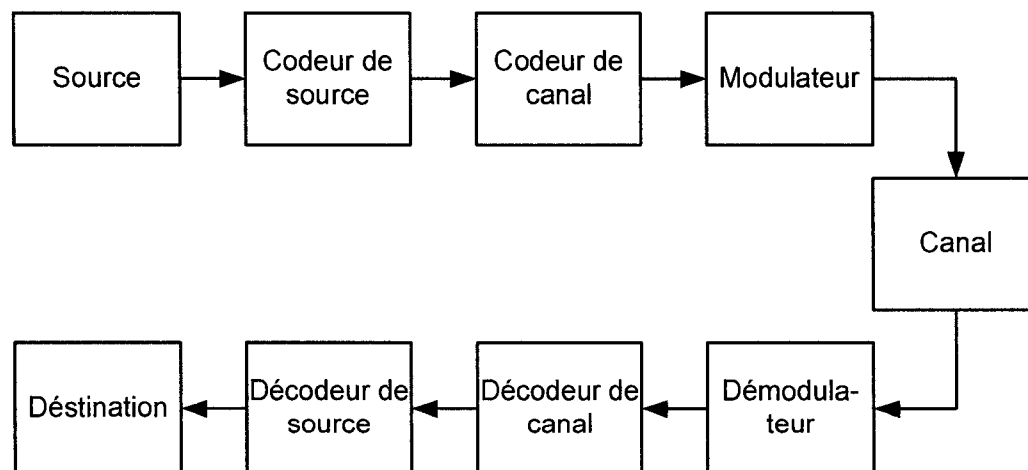 Source
Codeur de
source
Codeur de
canal
Modulateur
Canal
Déstination
Décodeur de
source
Décodeur de
canal
Démodula-
teur